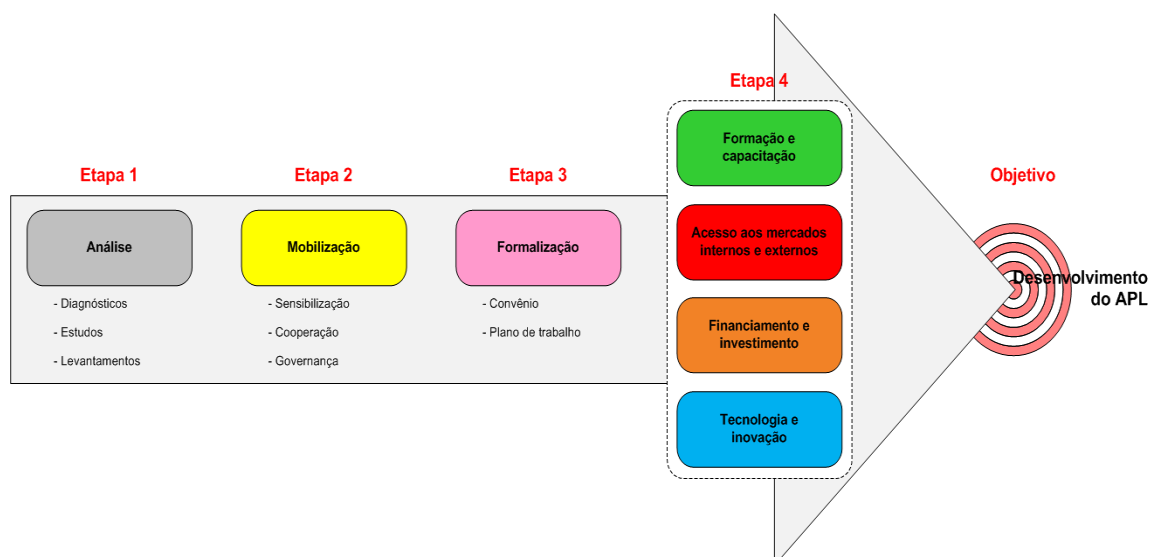 Etapa 1
Análise
- Diagnósticos
- Estudos
- Levantamentos
Etapa 2
Mobilização
- Sensibilização
- Cooperação
- Governança
Etapa 3
Formalização
- Convênio
- Plano de trabalho
Etapa 4
Formação e
capacitação
Acesso aos mercados
internos e externos
Financiamento e
investimento
Tecnologia e
inovação
Objetivo
Desenvolvimento
do APL